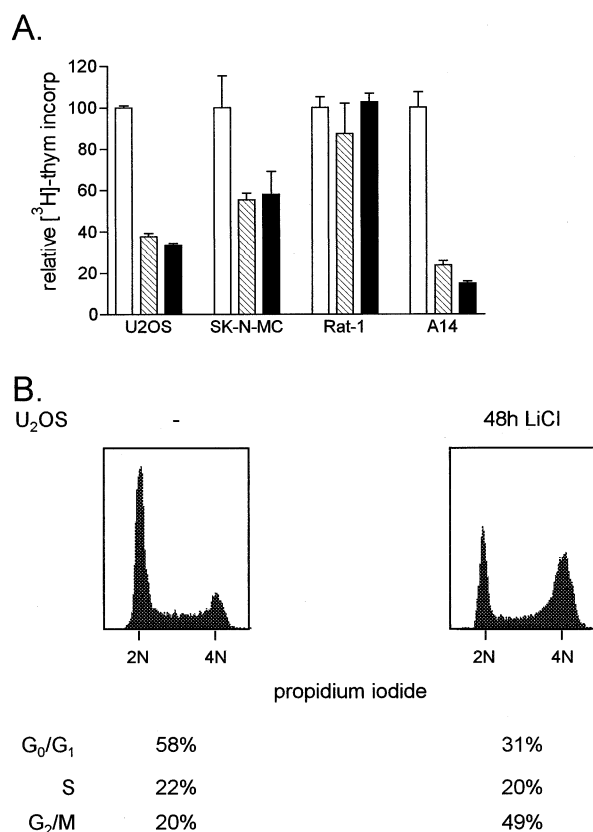 A.
relative [³H]-thym incorp
120
100
80
60
40
20
0
U2OS SK-N-MC Rat-1 A14
B.
U₂OS - 48h LiCl
2N 4N 2N 4N
propidium iodide
G₀/G₁ 58% 31%
S 22% 20%
G₂/M 20% 49%